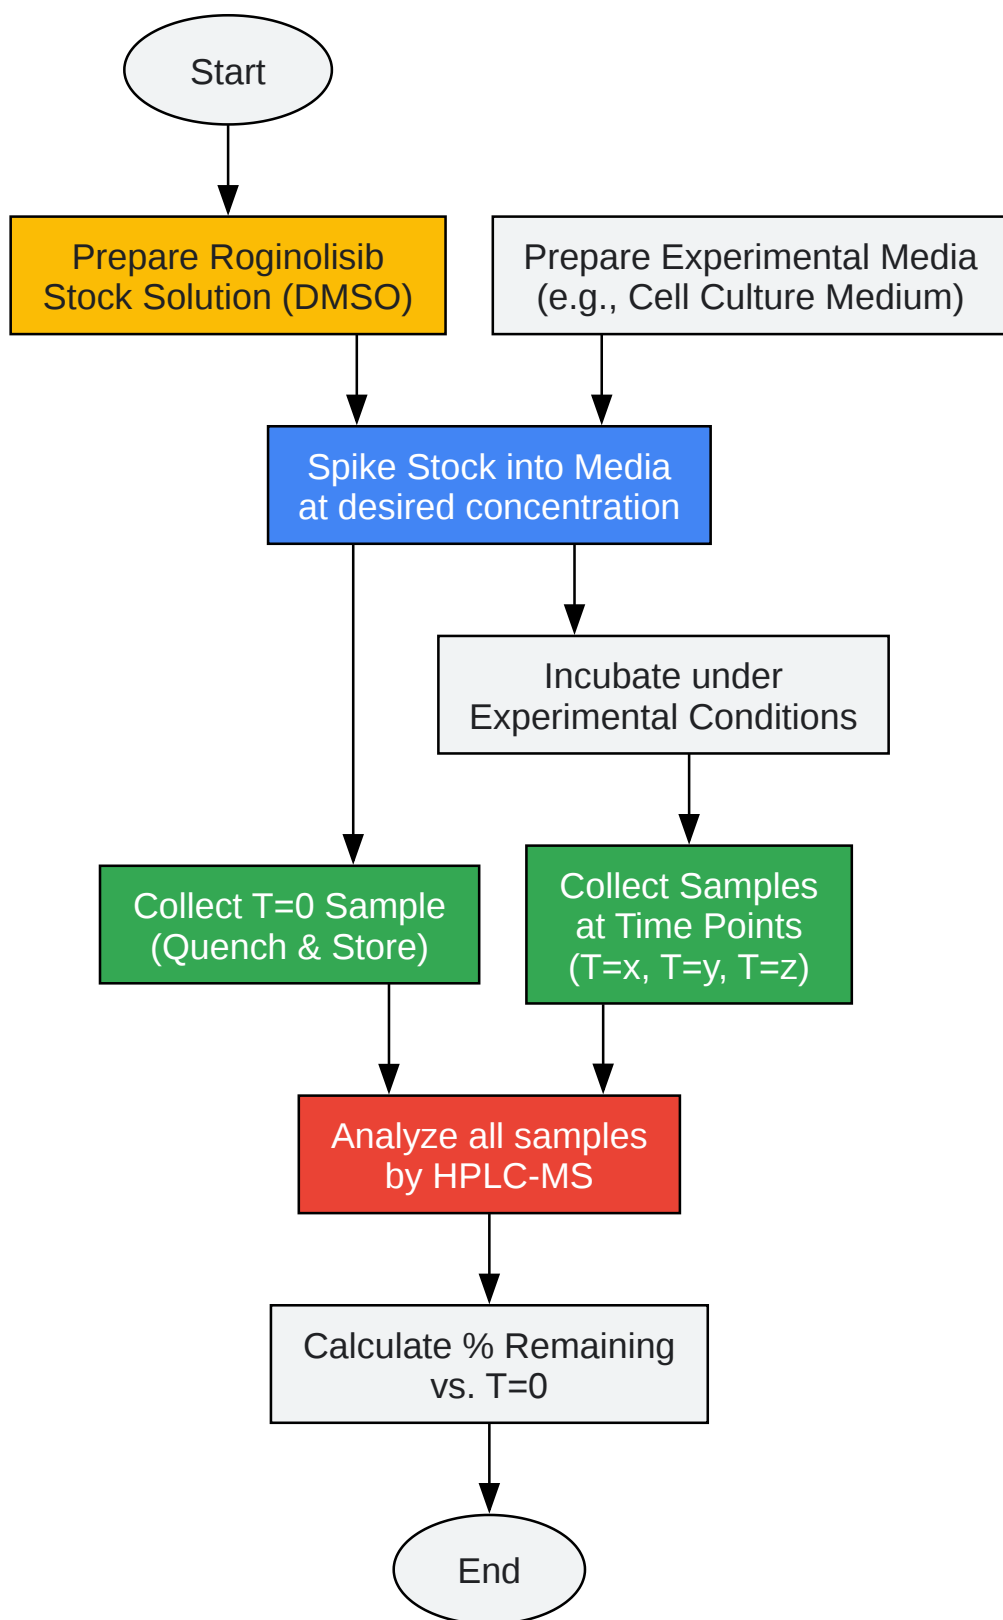 Start
Prepare Roginolisib
Stock Solution (DMSO)
Prepare Experimental Media
(e.g., Cell Culture Medium)
Spike Stock into Media
at desired concentration
Incubate under
Experimental Conditions
Collect T=0 Sample
(Quench & Store)
Collect Samples
at Time Points
(T=x, T=y, T=z)
Analyze all samples
by HPLC-MS
Calculate % Remaining
vs. T=0
End